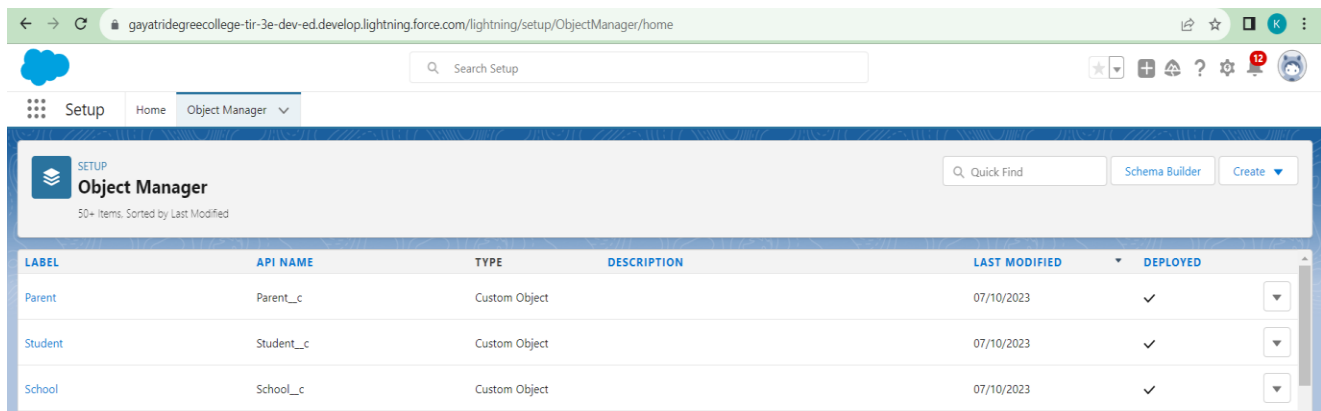 gayatridegreecollege-tir-3e-dev-ed.develop.lightning.force.com/lightning/setup/ObjectManager/home
K
Search Setup
12
Setup Home Object Manager
SETUP
Object Manager
50+ Items. Sorted by Last Modified
Quick Find Schema Builder Create
LABEL API NAME TYPE DESCRIPTION LAST MODIFIED DEPLOYED
Parent Parent__c Custom Object 07/10/2023
Student Student__c Custom Object 07/10/2023
School School__c Custom Object 07/10/2023